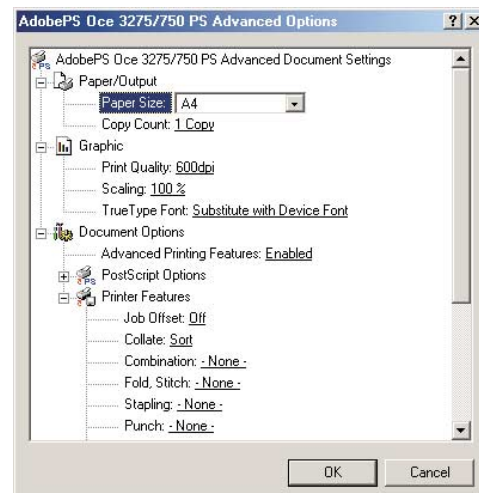 AdobePS Oce 3275/750 PS Advanced Options
AdobePS Oce 3275/750 PS Advanced Document Settings
Paper/Output
Paper Size: A4
Copy Count: 1 Copy
Graphic
Print Quality: 600dpi
Scaling: 100 %
TrueType Font: Substitute with Device Font
Document Options
Advanced Printing Features: Enabled
PostScript Options
Printer Features
Job Offset: Off
Collate: Sort
Combination: - None -
Fold, Stitch: - None -
Stapling: - None -
Punch: - None -
OK Cancel